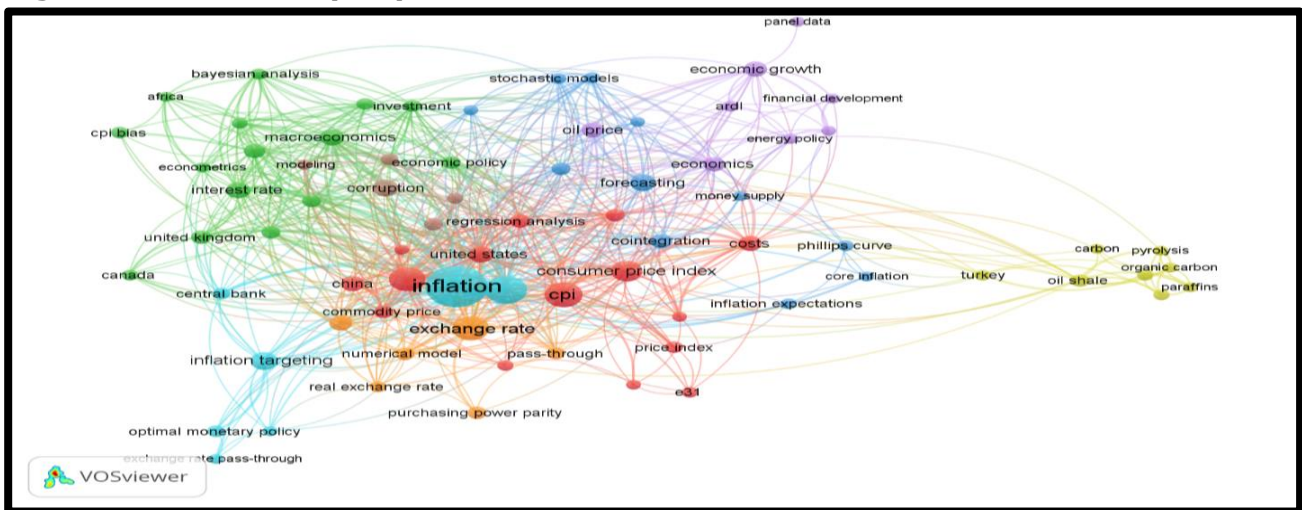 panel data
bayesian analysis
stochastic models
economic growth
africa
investment
ardl
financial development
cpi bias
macroeconomics
oil price
energy policy
econometrics
modeling
economic policy
economics
interest rate
corruption
forecasting
money supply
regression analysis
united kingdom
united states
cointegration
costs
phillips curve
carbon
pyrolysis
canada
china
inflation
consumer price index
core inflation
turkey
oil shale
organic carbon
paraffins
central bank
cpi
inflation expectations
commodity price
exchange rate
inflation targeting
numerical model
pass-through
price index
real exchange rate
e31
purchasing power parity
optimal monetary policy
exchange rate pass-through
VOSviewer